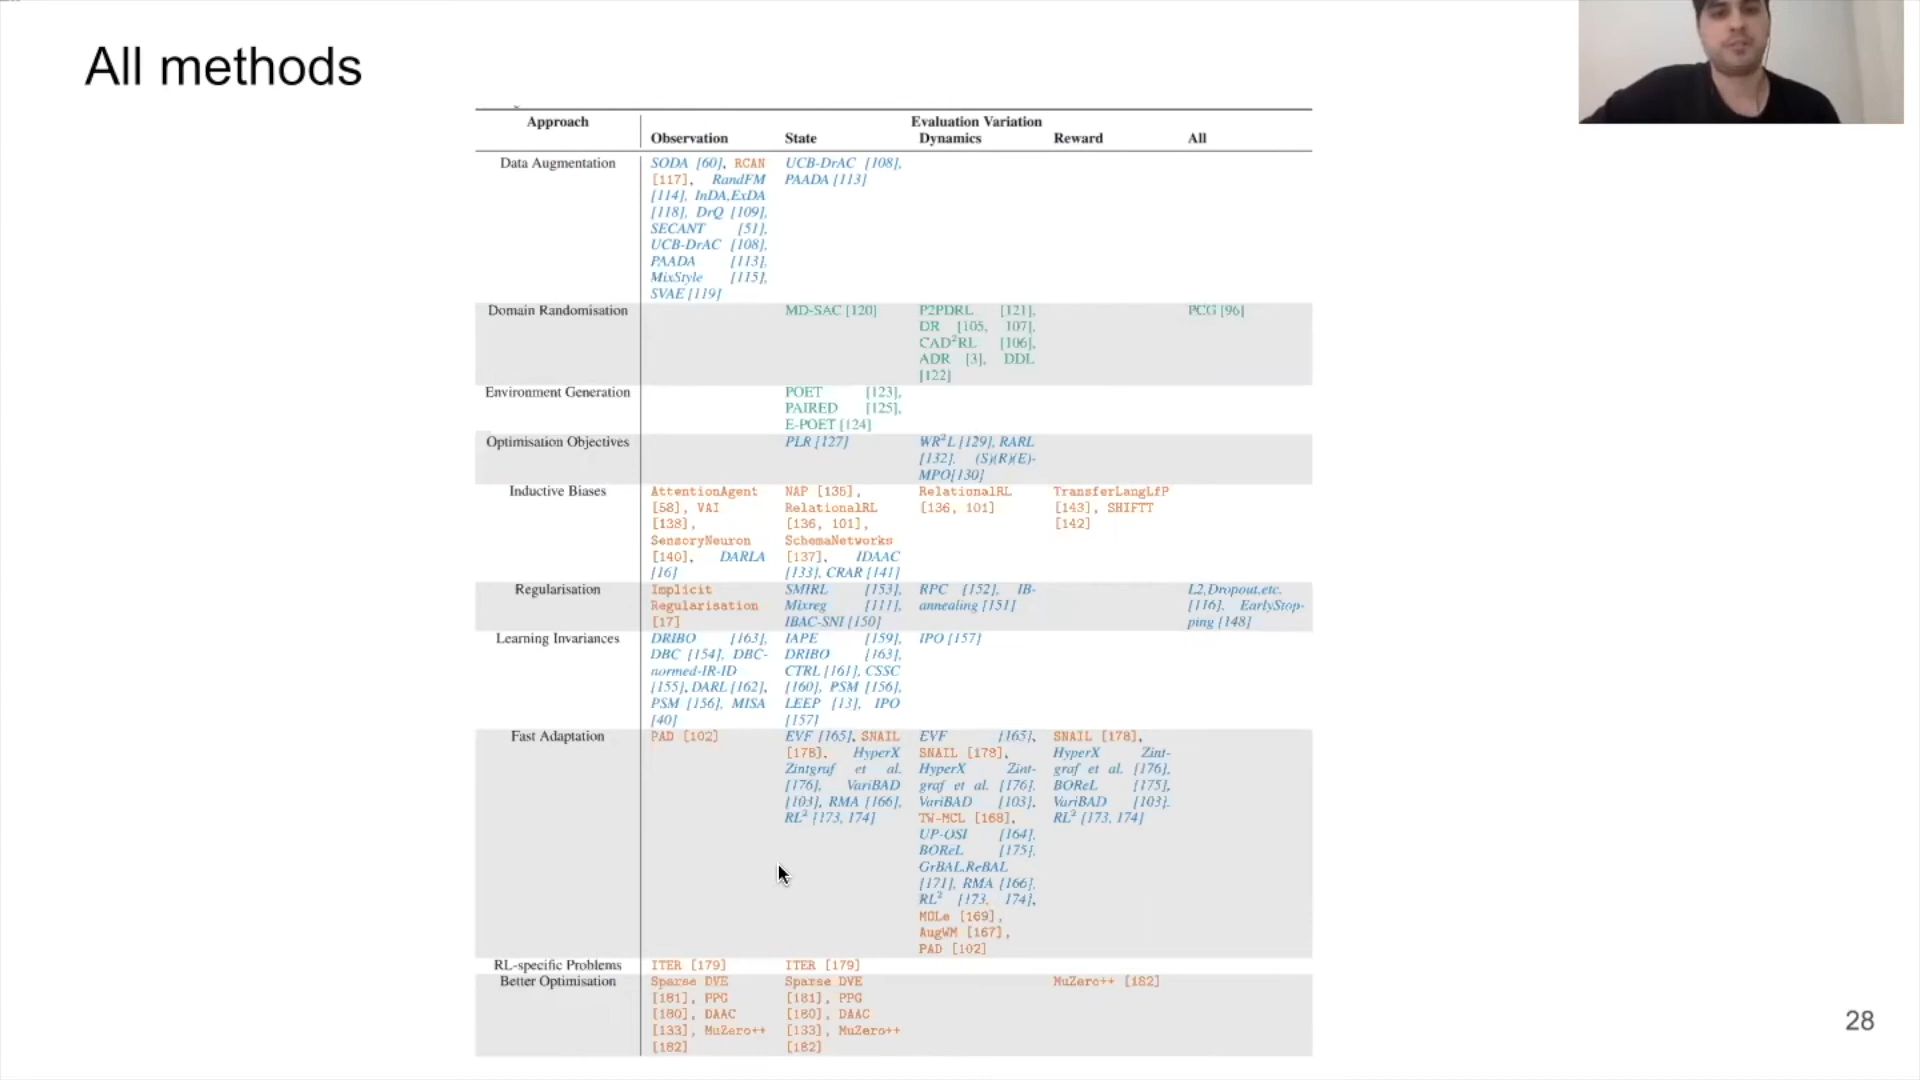 All methods
Approach
Evaluation Variation
Observation State Dynamics Reward All
Data Augmentation
SODA [60], RCAN
[117], RandFM
[114], InDA,ExDA
[118], DrQ [109],
SECANT [51],
UCB-DrAC [108],
PAADA [113],
MixStyle [115],
SVAE [119]
UCB-DrAC [108],
PAADA [113]
Domain Randomisation
MD-SAC [120]
P2PDRL [121],
DR [105, 107],
CAD²RL [106],
ADR [3], DDL
[122]
PCG [96]
Environment Generation
POET [123],
PAIRED [125],
E-POET [124]
Optimisation Objectives
PLR [127]
WR²L [129], RARL
[132], (S)(R)(E)-
MPO[130]
Inductive Biases
AttentionAgent
[58], VAI
[138],
SensoryNeuron
[140], DARLA
[16]
NAP [135],
RelationalRL
[136, 101],
SchemaNetworks
[137], IDAAC
[133], CRAR [141]
RelationalRL
[136, 101]
TransferLangLfP
[143], SHIFTT
[142]
Regularisation
Implicit
Regularisation
[17]
SMIRL [153],
Mixreg [111],
IBAC-SNI [150]
RPC [152], IB-
annealing [151]
L2,Dropout,etc.
[116], EarlyStop-
ping [148]
Learning Invariances
DRIBO [163],
DBC [154], DBC-
normed-IR-ID
[155], DARL [162],
PSM [156], MISA
[40]
IAPE [159],
DRIBO [163],
CTRL [161], CSSC
[160], PSM [156],
LEEP [13], IPO
[157]
IPO [157]
Fast Adaptation
PAD [102]
EVF [165], SNAIL
[178], HyperX
Zintgraf et al.
[176], VariBAD
[103], RMA [166],
RL² [173, 174]
EVF [165],
SNAIL [178],
HyperX Zint-
graf et al. [176],
VariBAD [103],
TW-MCL [168],
UP-OSI [164],
BOReL [175],
GrBAL,ReBAL
[171], RMA [166],
RL² [173, 174],
MOLe [169],
AugWM [167],
PAD [102]
SNAIL [178],
HyperX Zint-
graf et al. [176],
BOReL [175],
VariBAD [103],
RL² [173, 174]
RL-specific Problems
ITER [179]
ITER [179]
Better Optimisation
Sparse DVE
[181], PPG
[180], DAAC
[133], MuZero++
[182]
Sparse DVE
[181], PPG
[180], DAAC
[133], MuZero++
[182]
MuZero++ [182]
28